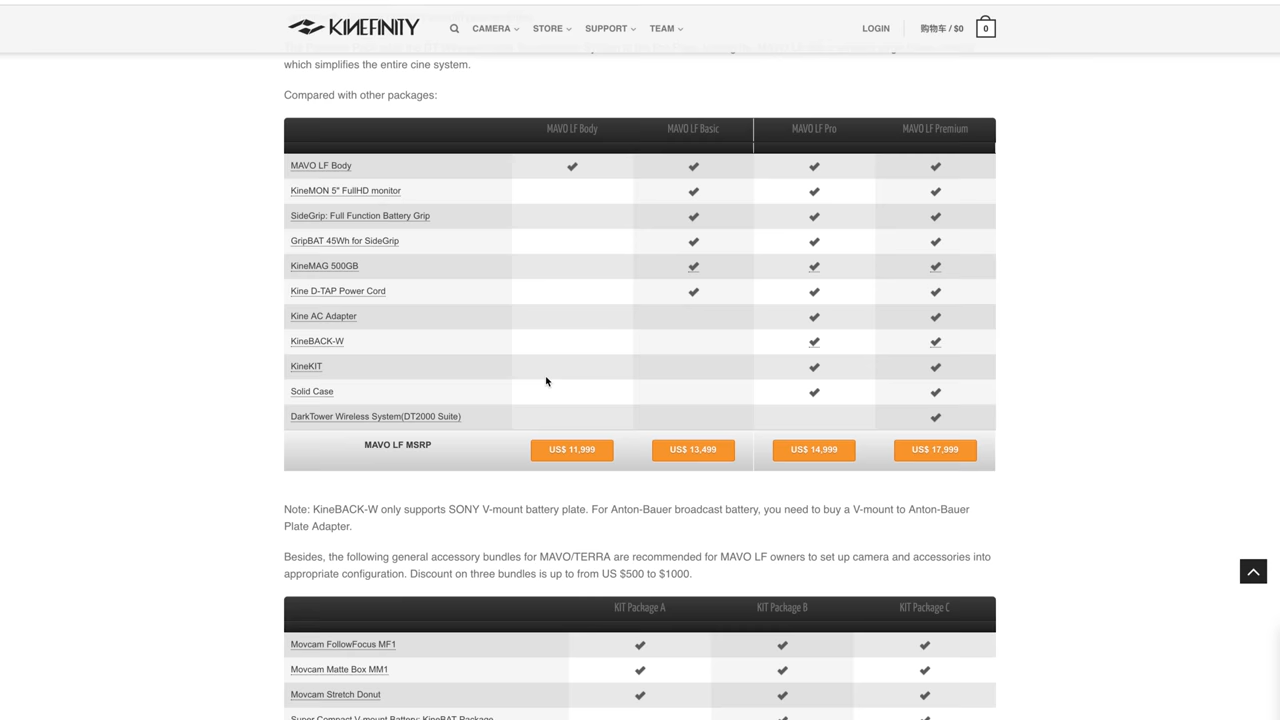 KINEFINITY CAMERA STORE SUPPORT TEAM LOGIN 购物车 / $0 0
which simplifies the entire cine system.
Compared with other packages:
MAVO LF Body MAVO LF Basic MAVO LF Pro MAVO LF Premium
MAVO LF Body
KineMON 5" FullHD monitor
SideGrip: Full Function Battery Grip
GripBAT 45Wh for SideGrip
KineMAG 500GB
Kine D-TAP Power Cord
Kine AC Adapter
KineBACK-W
KineKIT
Solid Case
DarkTower Wireless System(DT2000 Suite)
MAVO LF MSRP US$ 11,999 US$ 13,499 US$ 14,999 US$ 17,999
Note: KineBACK-W only supports SONY V-mount battery plate. For Anton-Bauer broadcast battery, you need to buy a V-mount to Anton-Bauer
Plate Adapter.
Besides, the following general accessory bundles for MAVO/TERRA are recommended for MAVO LF owners to set up camera and accessories into
appropriate configuration. Discount on three bundles is up to from US $500 to $1000.
KIT Package A KIT Package B KIT Package C
Movcam FollowFocus MF1
Movcam Matte Box MM1
Movcam Stretch Donut
Super Compact V-mount Battery: KineBAT Package